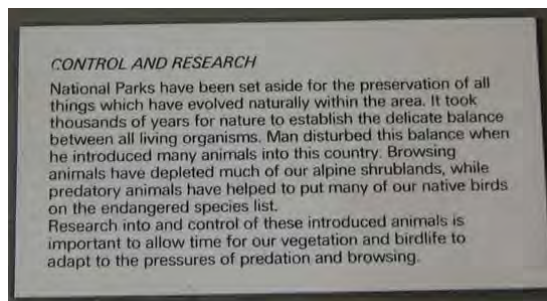 CONTROL AND RESEARCH
National Parks have been set aside for the preservation of all
things which have evolved naturally within the area. It took
thousands of years for nature to establish the delicate balance
between all living organisms. Man disturbed this balance when
he introduced many animals into this country. Browsing
animals have depleted much of our alpine shrublands, while
predatory animals have helped to put many of our native birds
on the endangered species list.
Research into and control of these introduced animals is
important to allow time for our vegetation and birdlife to
adapt to the pressures of predation and browsing.